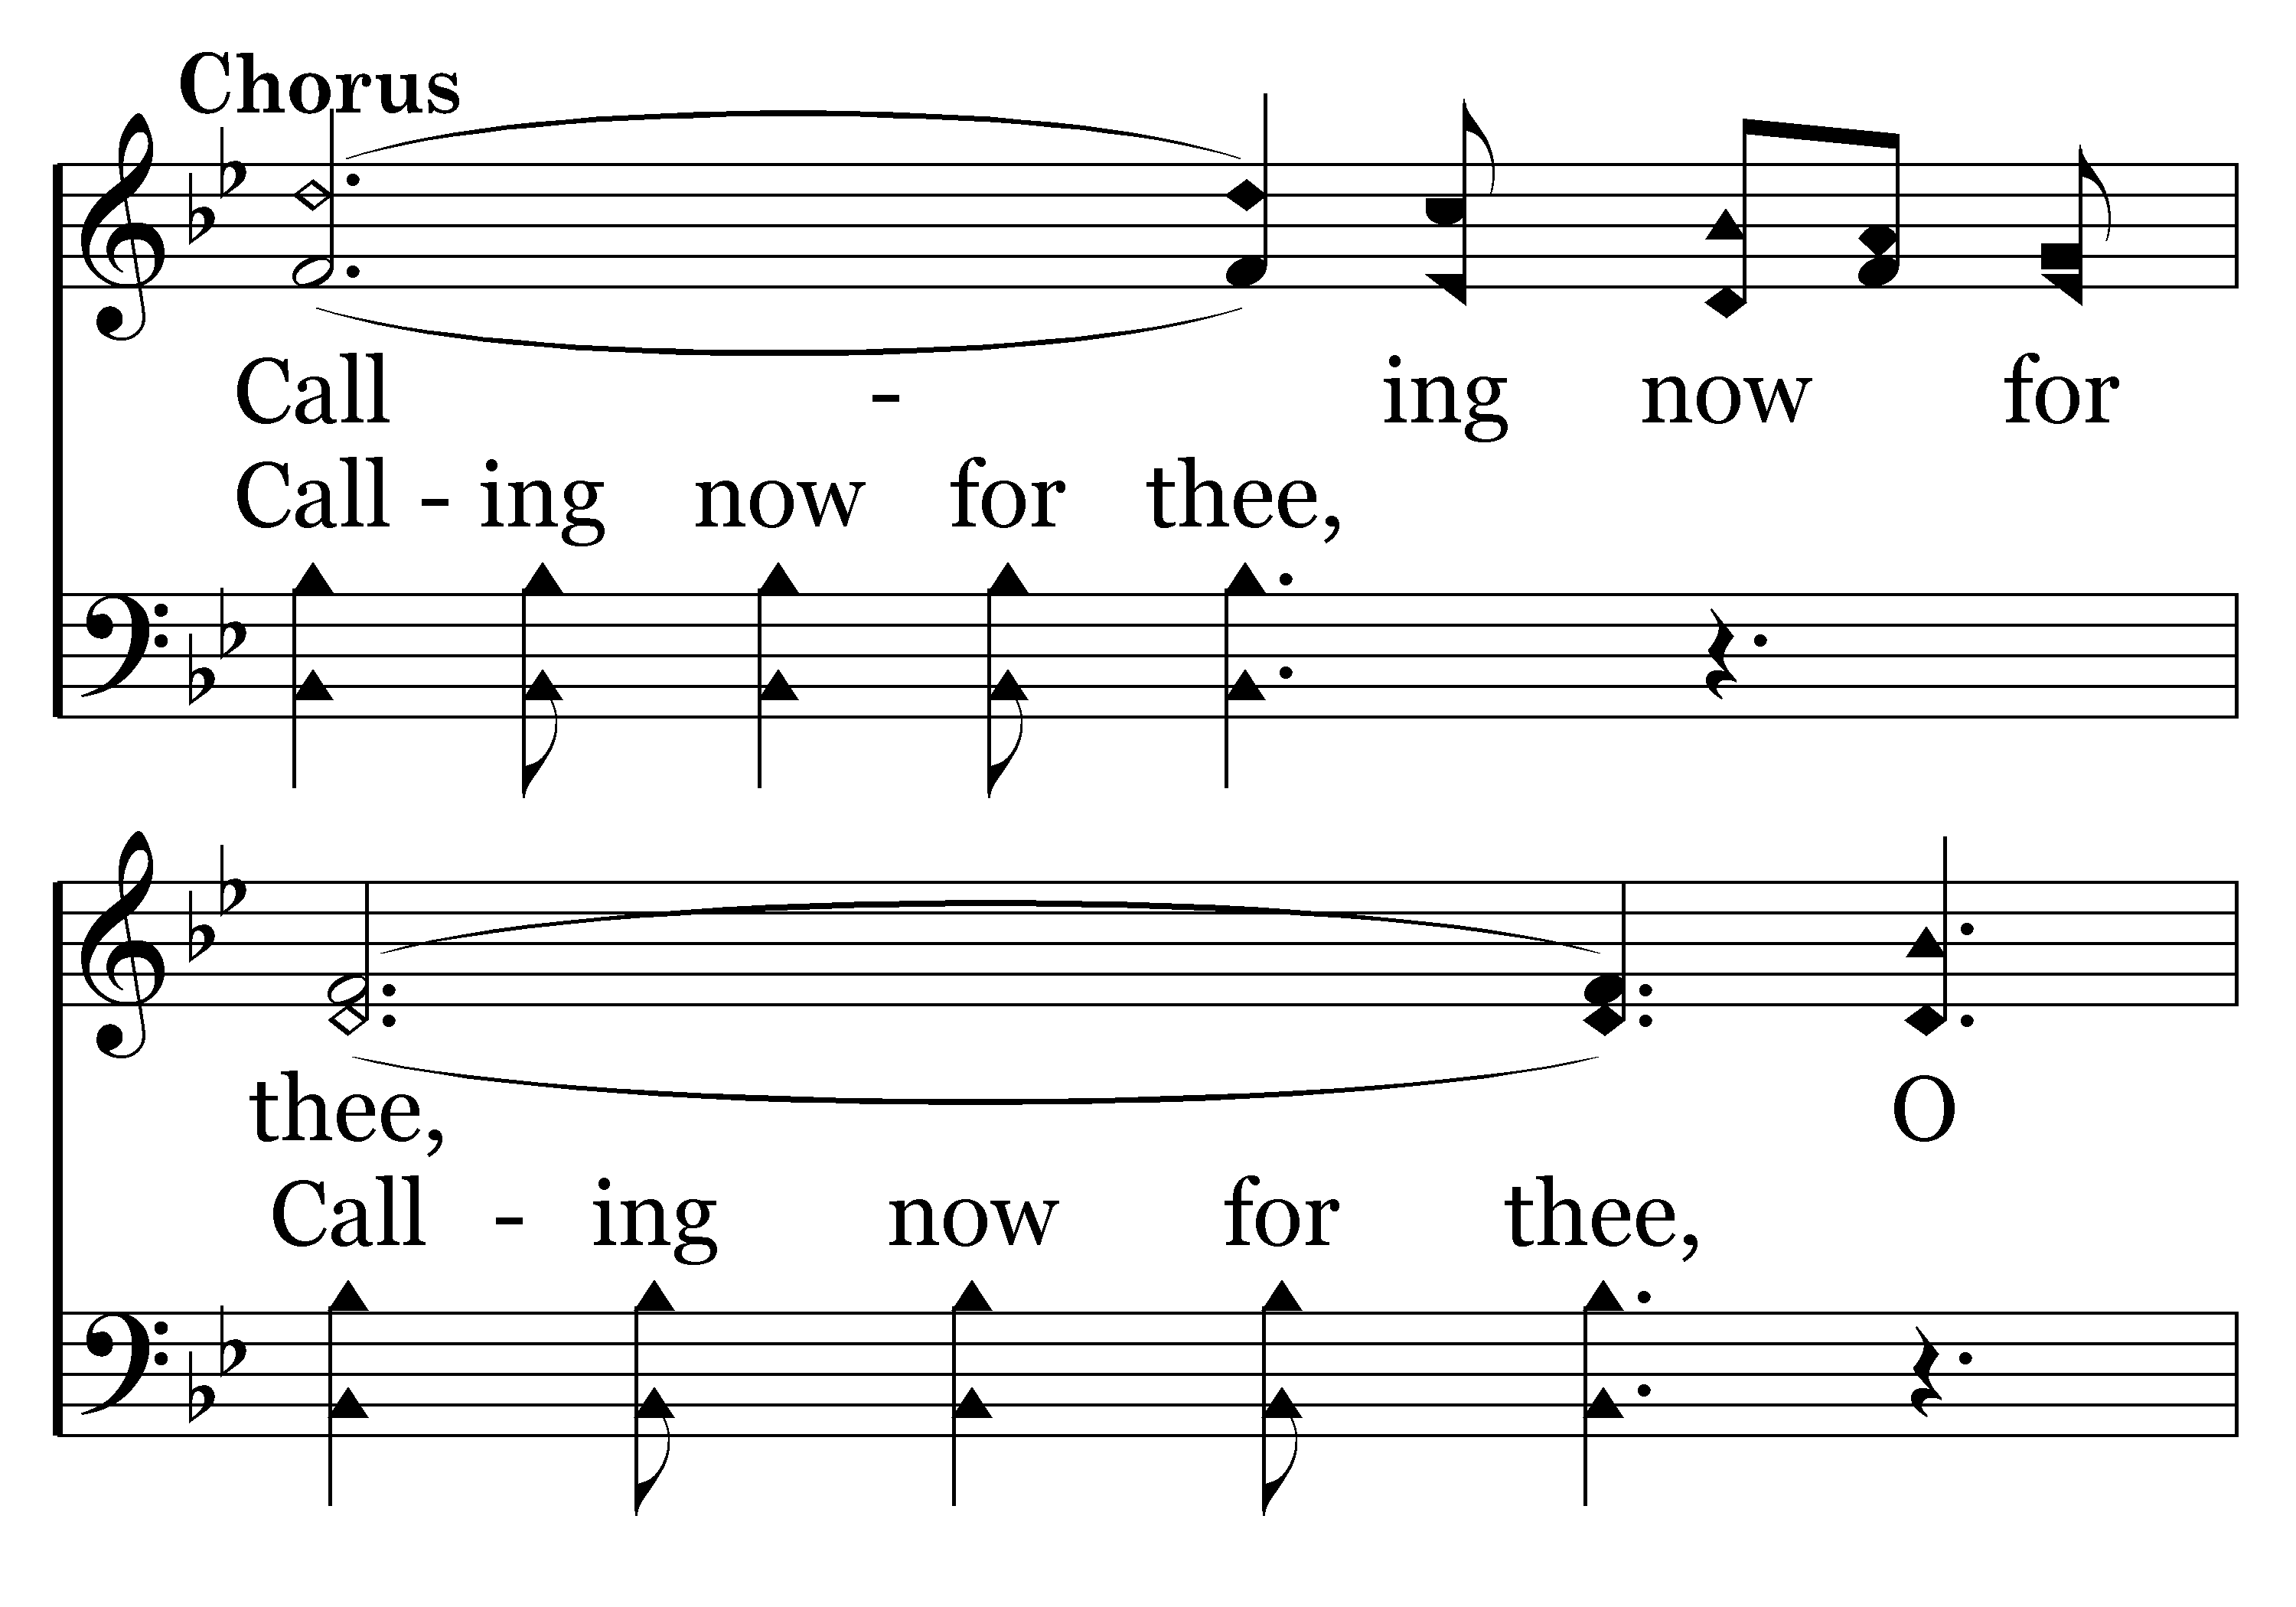 Chorus
Call - ing now for
Call - ing now for thee,
thee, O
Call - ing now for thee,